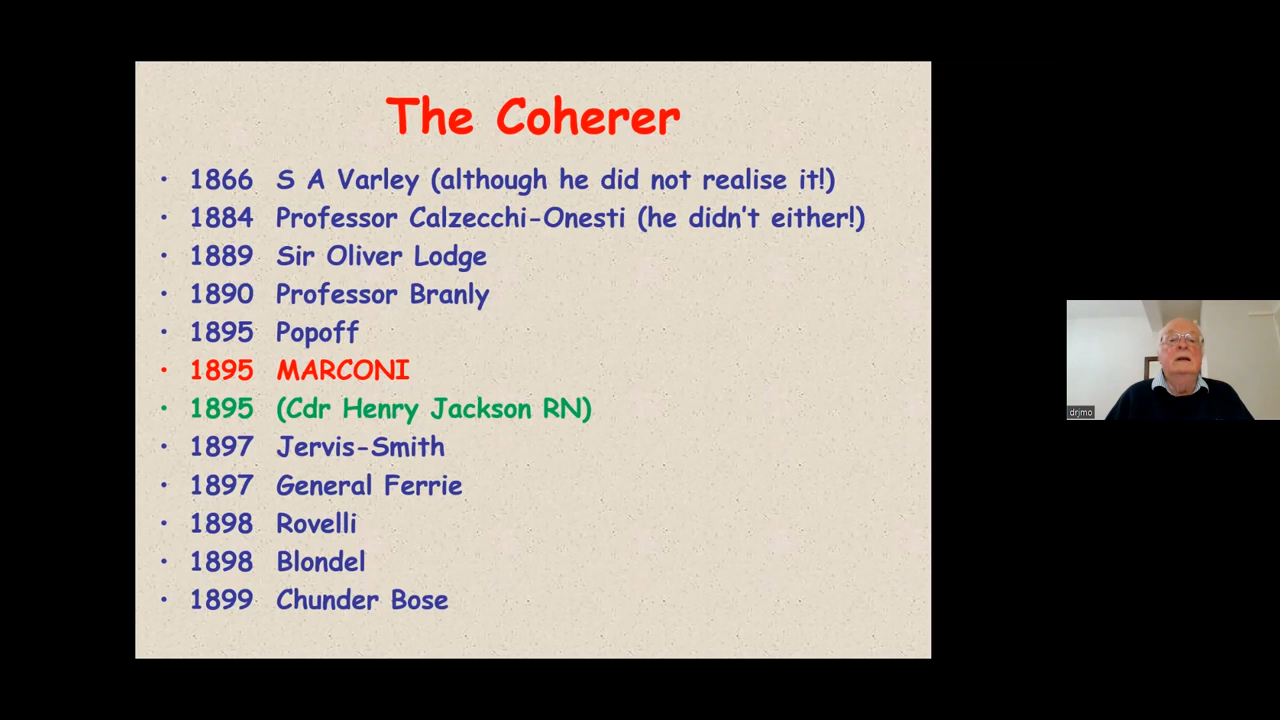 The Coherer
• 1866 S A Varley (although he did not realise it!)
• 1884 Professor Calzecchi-Onesti (he didn't either!)
• 1889 Sir Oliver Lodge
• 1890 Professor Branly
• 1895 Popoff
• 1895 MARCONI
• 1895 (Cdr Henry Jackson RN)
• 1897 Jervis-Smith
• 1897 General Ferrie
• 1898 Rovelli
• 1898 Blondel
• 1899 Chunder Bose
drjmo